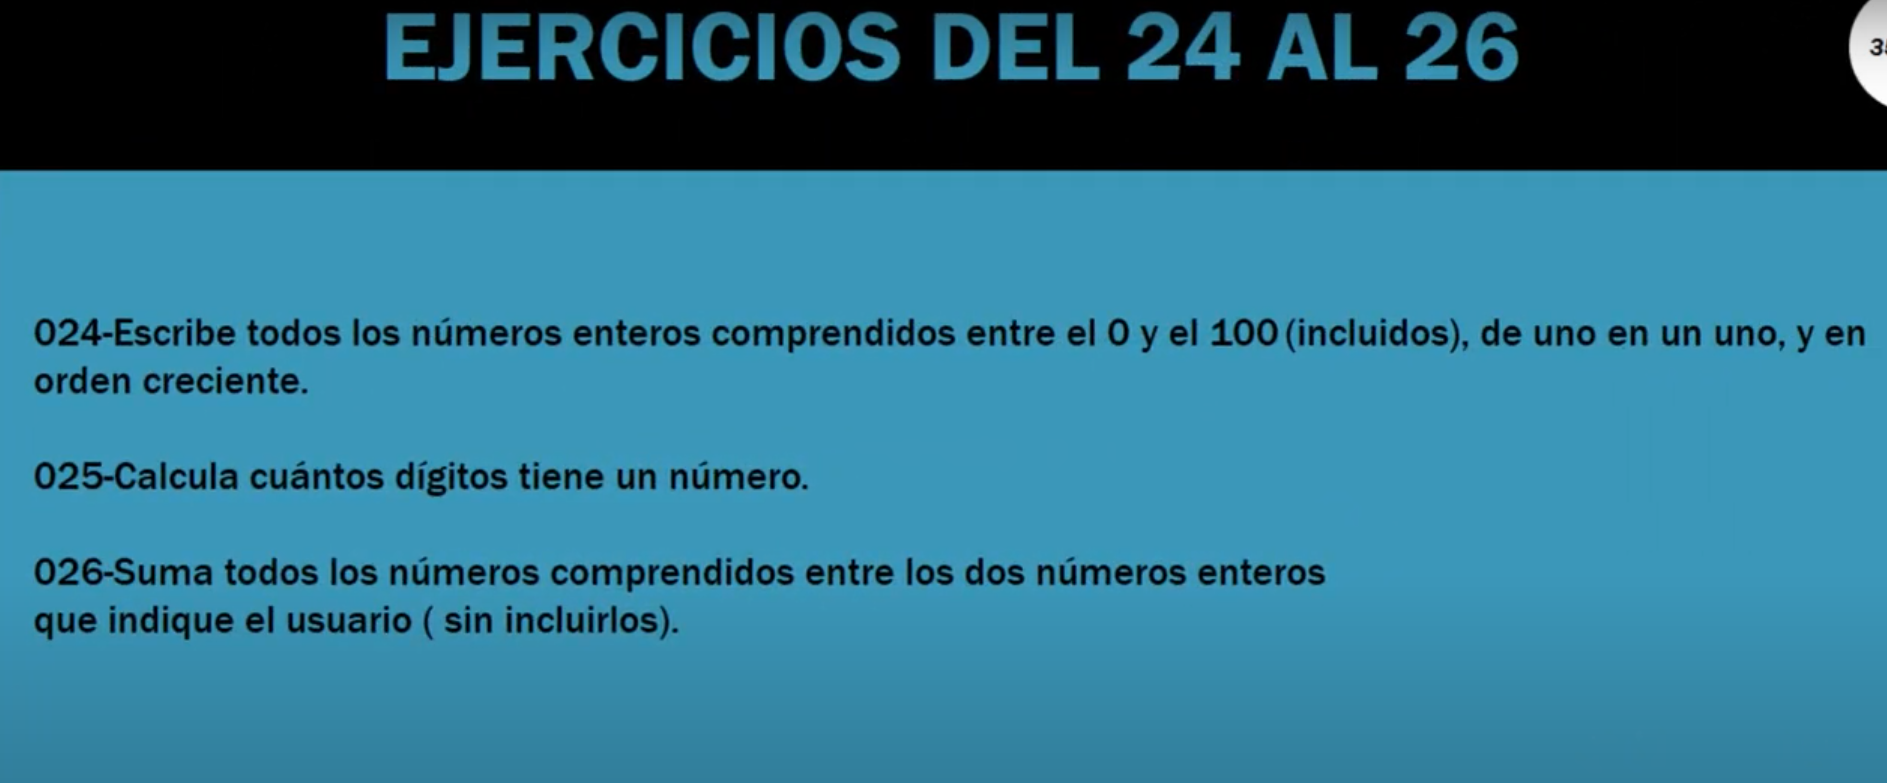 EJERCICIOS DEL 24 AL 26
024-Escribe todos los números enteros comprendidos entre el 0 y el 100 (incluidos), de uno en un uno, y en
orden creciente.
025-Calcula cuántos dígitos tiene un número.
026-Suma todos los números comprendidos entre los dos números enteros
que indique el usuario ( sin incluirlos).